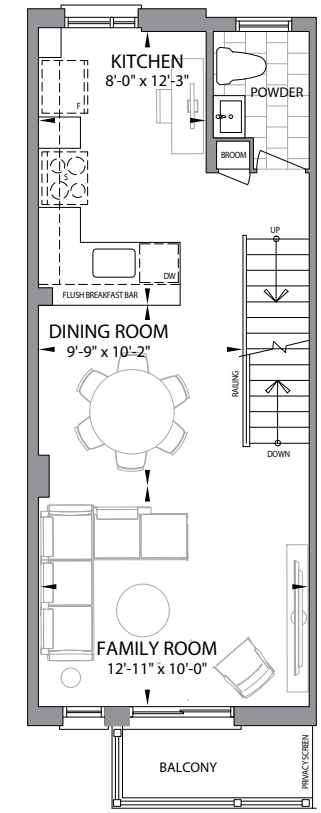 KITCHEN
8'-0" x 12'-3"
POWDER
F
BROOM
S
UP
DW
FLUSH BREAKFAST BAR
DINING ROOM
9'-9" x 10'-2"
RAILING
N
DOWN
FAMILY ROOM
12'-11" x 10'-0"
BALCONY
PRIVACY SCREEN